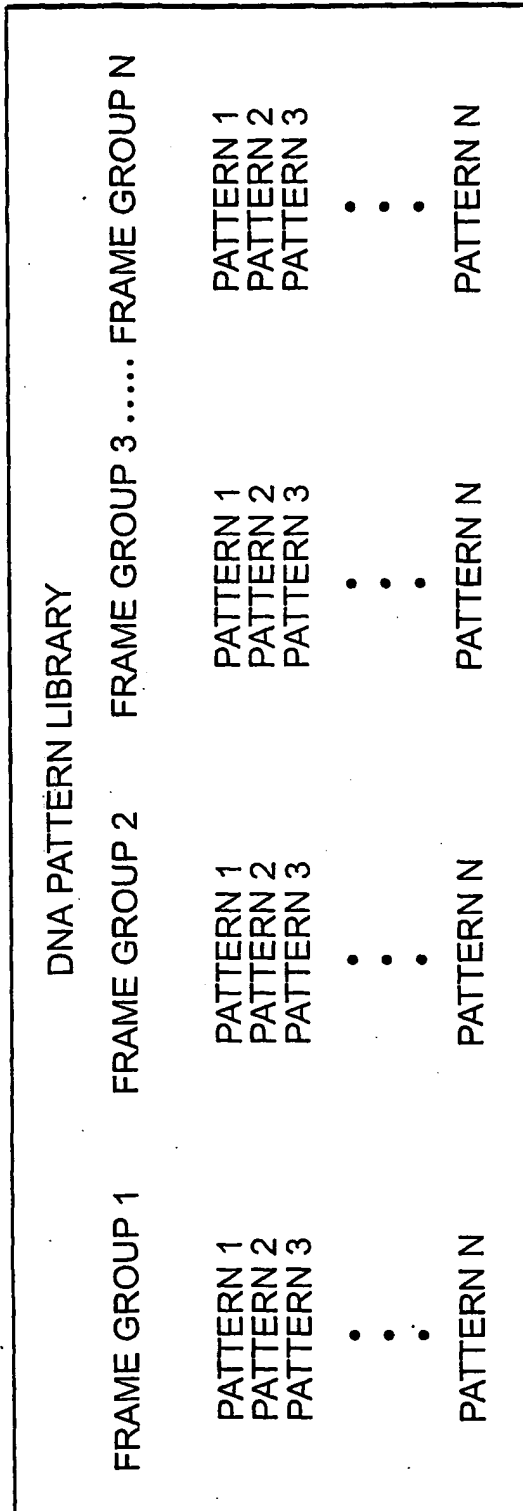 DNA PATTERN LIBRARY
FRAME GROUP 1 FRAME GROUP 2 FRAME GROUP 3 ..... FRAME GROUP N
PATTERN 1 PATTERN 1 PATTERN 1 PATTERN 1
PATTERN 2 PATTERN 2 PATTERN 2 PATTERN 2
PATTERN 3 PATTERN 3 PATTERN 3 PATTERN 3
PATTERN N PATTERN N PATTERN N PATTERN N